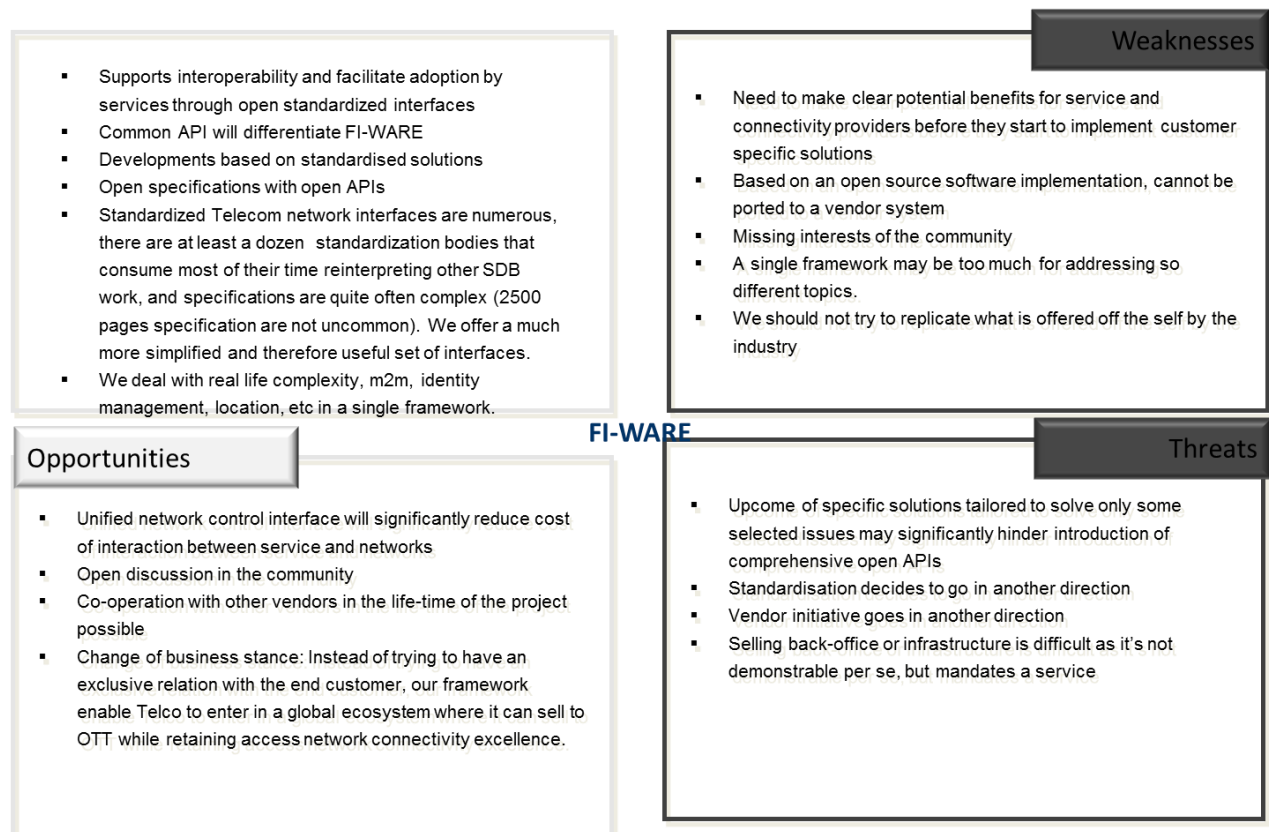 ▪ Supports interoperability and facilitate adoption by
services through open standardized interfaces
▪ Common API will differentiate FI-WARE
▪ Developments based on standardised solutions
▪ Open specifications with open APIs
▪ Standardized Telecom network interfaces are numerous,
there are at least a dozen standardization bodies that
consume most of their time reinterpreting other SDB
work, and specifications are quite often complex (2500
pages specification are not uncommon). We offer a much
more simplified and therefore useful set of interfaces.
▪ We deal with real life complexity, m2m, identity
management, location, etc in a single framework.
Weaknesses
▪ Need to make clear potential benefits for service and
connectivity providers before they start to implement customer
specific solutions
▪ Based on an open source software implementation, cannot be
ported to a vendor system
▪ Missing interests of the community
▪ A single framework may be too much for addressing so
different topics.
▪ We should not try to replicate what is offered off the self by the
industry
FI-WARE
Opportunities
▪ Unified network control interface will significantly reduce cost
of interaction between service and networks
▪ Open discussion in the community
▪ Co-operation with other vendors in the life-time of the project
possible
▪ Change of business stance: Instead of trying to have an
exclusive relation with the end customer, our framework
enable Telco to enter in a global ecosystem where it can sell to
OTT while retaining access network connectivity excellence.
Threats
▪ Upcome of specific solutions tailored to solve only some
selected issues may significantly hinder introduction of
comprehensive open APIs
▪ Standardisation decides to go in another direction
▪ Vendor initiative goes in another direction
▪ Selling back-office or infrastructure is difficult as it's not
demonstrable per se, but mandates a service